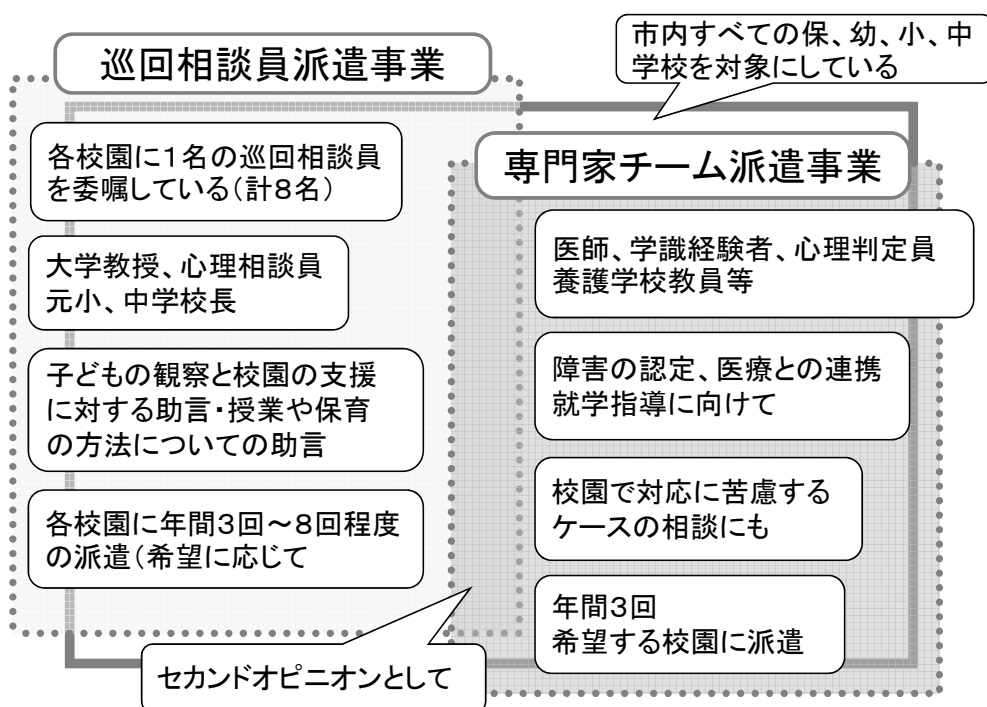 市内すべての保、幼、小、中
学校を対象にしている
巡回相談員派遣事業
各校園に1名の巡回相談員
を委嘱している(計8名)
大学教授、心理相談員
元小、中学校長
子どもの観察と校園の支援
に対する助言・授業や保育
の方法についての助言
各校園に年間3回～8回程度
の派遣(希望に応じて
専門家チーム派遣事業
医師、学識経験者、心理判定員
養護学校教員等
障害の認定、医療との連携
就学指導に向けて
校園で対応に苦慮する
ケースの相談にも
年間3回
希望する校園に派遣
セカンドオピニオンとして